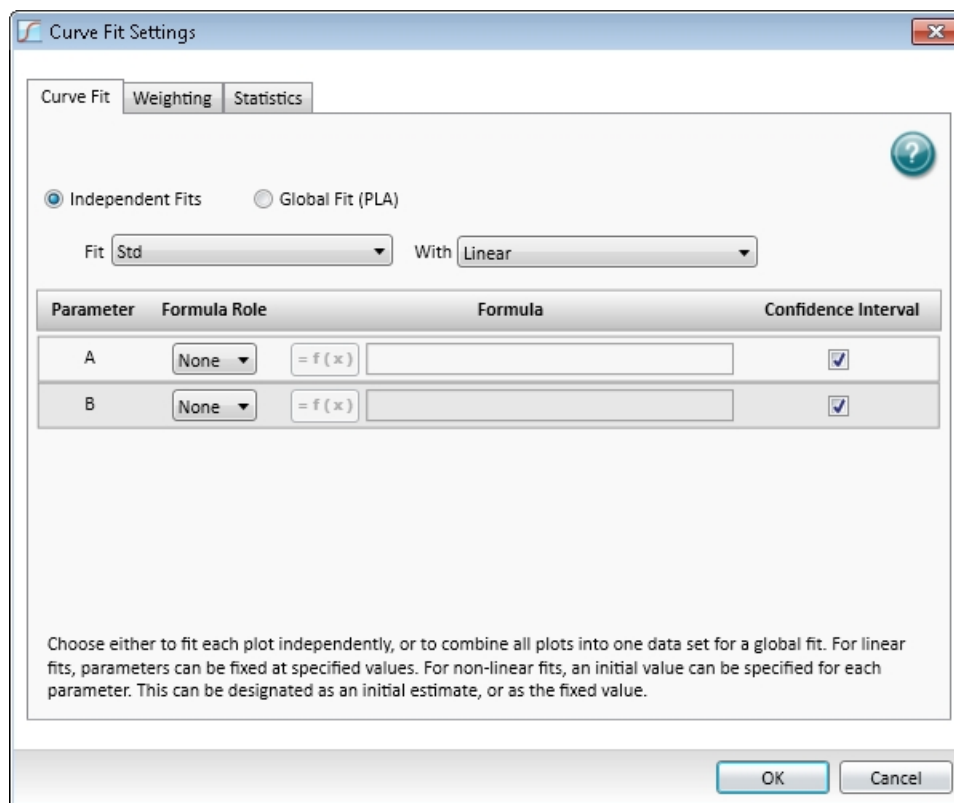 Curve Fit Settings
Curve Fit Weighting Statistics
?
Independent Fits Global Fit (PLA)
Fit Std With Linear
Parameter Formula Role Formula Confidence Interval
A None = f ( x )
B None = f ( x )
Choose either to fit each plot independently, or to combine all plots into one data set for a global fit. For linear
fits, parameters can be fixed at specified values. For non-linear fits, an initial value can be specified for each
parameter. This can be designated as an initial estimate, or as the fixed value.
OK Cancel